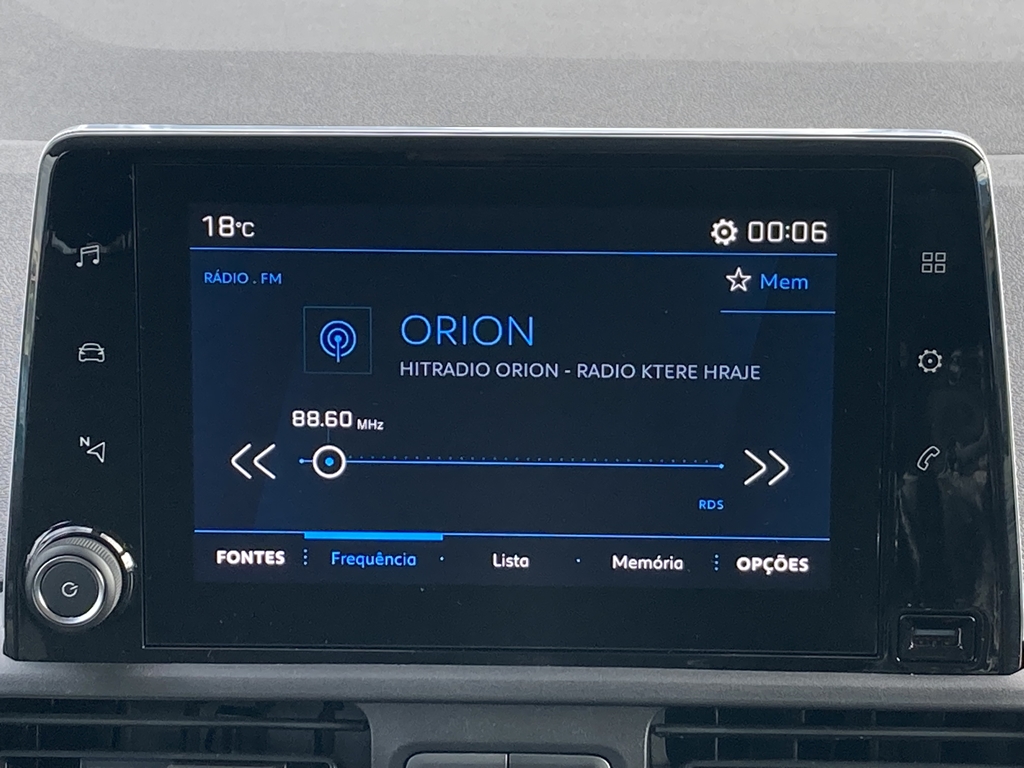 18°C 00:06
RÁDIO . FM
Mem
ORION
HITRADIO ORION - RADIO KTERE HRAJE
88.60 MHz
N
RDS
FONTES Frequência Lista Memória OPÇÕES